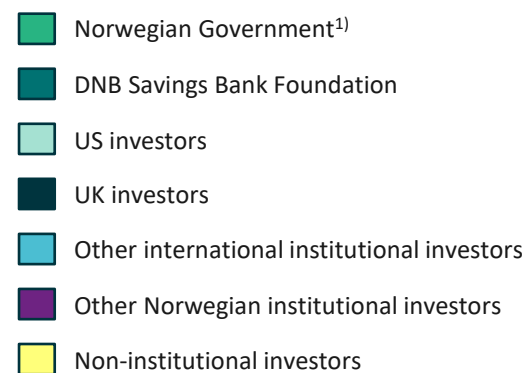 Norwegian Government¹⁾
DNB Savings Bank Foundation
US investors
UK investors
Other international institutional investors
Other Norwegian institutional investors
Non-institutional investors